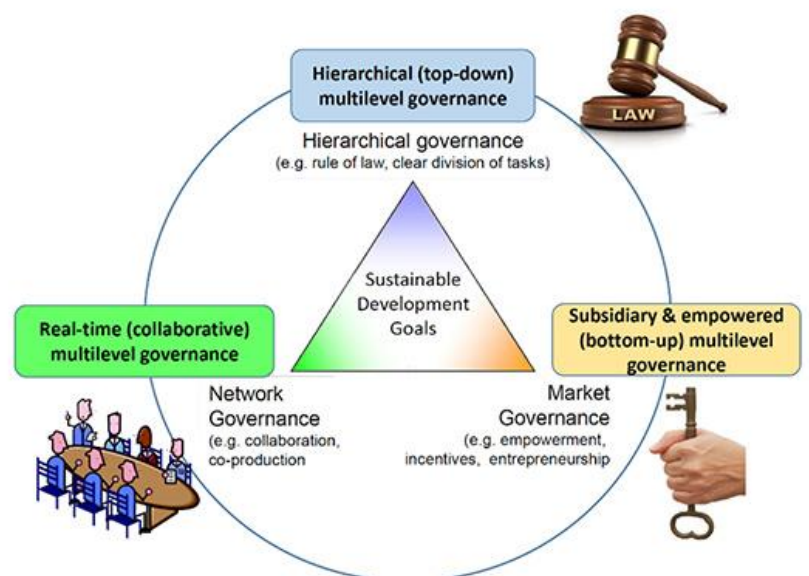 Hierarchical (top-down)
multilevel governance
LAW
Hierarchical governance
(e.g. rule of law, clear division of tasks)
Sustainable
Development
Goals
Real-time (collaborative)
multilevel governance
Subsidiary & empowered
(bottom-up) multilevel
governance
Network
Governance
(e.g. collaboration,
co-production
Market
Governance
(e.g. empowerment,
incentives, entrepreneurship